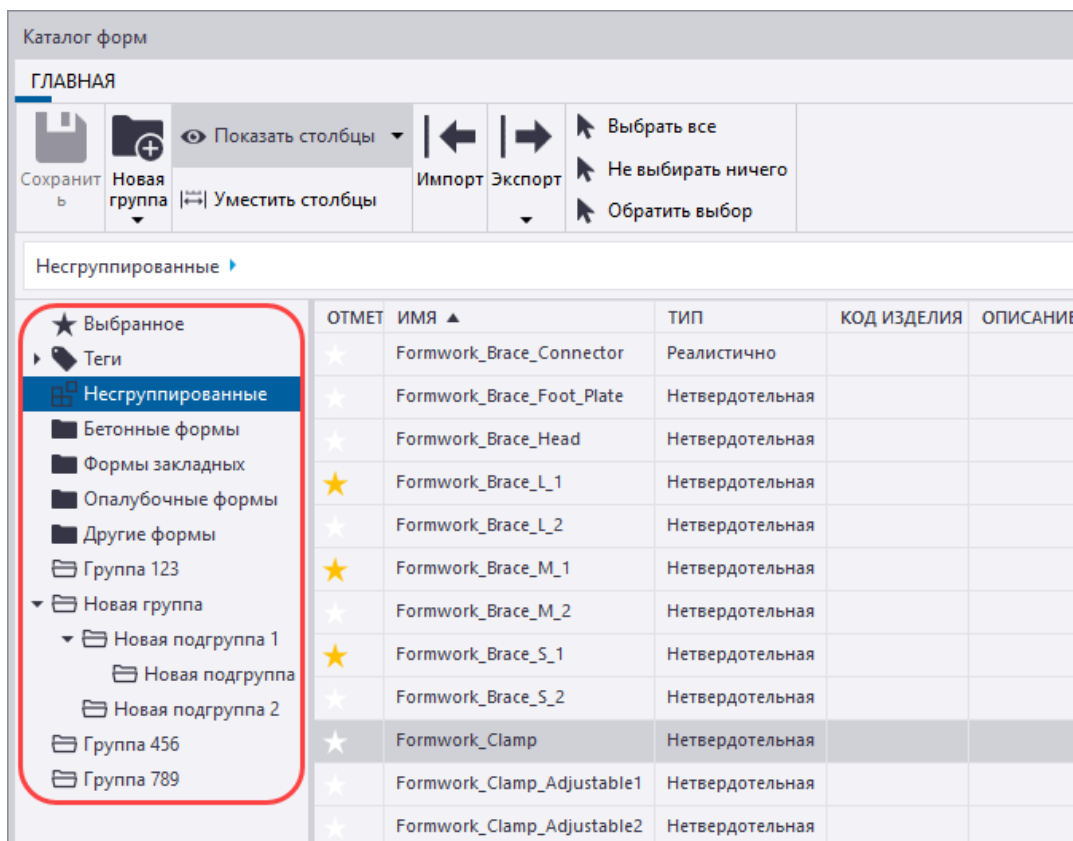 Каталог форм
ГЛАВНАЯ
Сохранит
ь
Новая
группа
Показать столбцы
Уместить столбцы
Импорт
Экспорт
Выбрать все
Не выбирать ничего
Обратить выбор
Несгруппированные
Выбранное
Теги
Несгруппированные
Бетонные формы
Формы закладных
Опалубочные формы
Другие формы
Группа 123
Новая группа
Новая подгруппа 1
Новая подгруппа
Новая подгруппа 2
Группа 456
Группа 789
ОТМЕТ ИМЯ ТИП КОД ИЗДЕЛИЯ ОПИСАНИЕ
Formwork_Brace_Connector Реалистично
Formwork_Brace_Foot_Plate Нетвердотельная
Formwork_Brace_Head Нетвердотельная
Formwork_Brace_L_1 Нетвердотельная
Formwork_Brace_L_2 Нетвердотельная
Formwork_Brace_M_1 Нетвердотельная
Formwork_Brace_M_2 Нетвердотельная
Formwork_Brace_S_1 Нетвердотельная
Formwork_Brace_S_2 Нетвердотельная
Formwork_Clamp Нетвердотельная
Formwork_Clamp_Adjustable1 Нетвердотельная
Formwork_Clamp_Adjustable2 Нетвердотельная